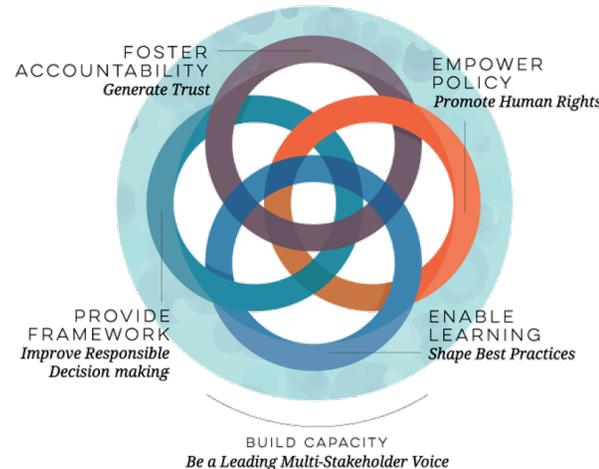 FOSTER
ACCOUNTABILITY
Generate Trust
EMPOWER
POLICY
Promote Human Rights
PROVIDE
FRAMEWORK
Improve Responsible
Decision making
ENABLE
LEARNING
Shape Best Practices
BUILD CAPACITY
Be a Leading Multi-Stakeholder Voice